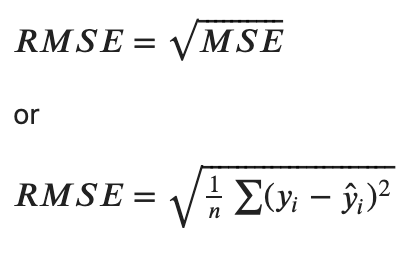 RMSE = √MSE
or
RMSE = √(1/n ∑(yᵢ − ŷᵢ)²)